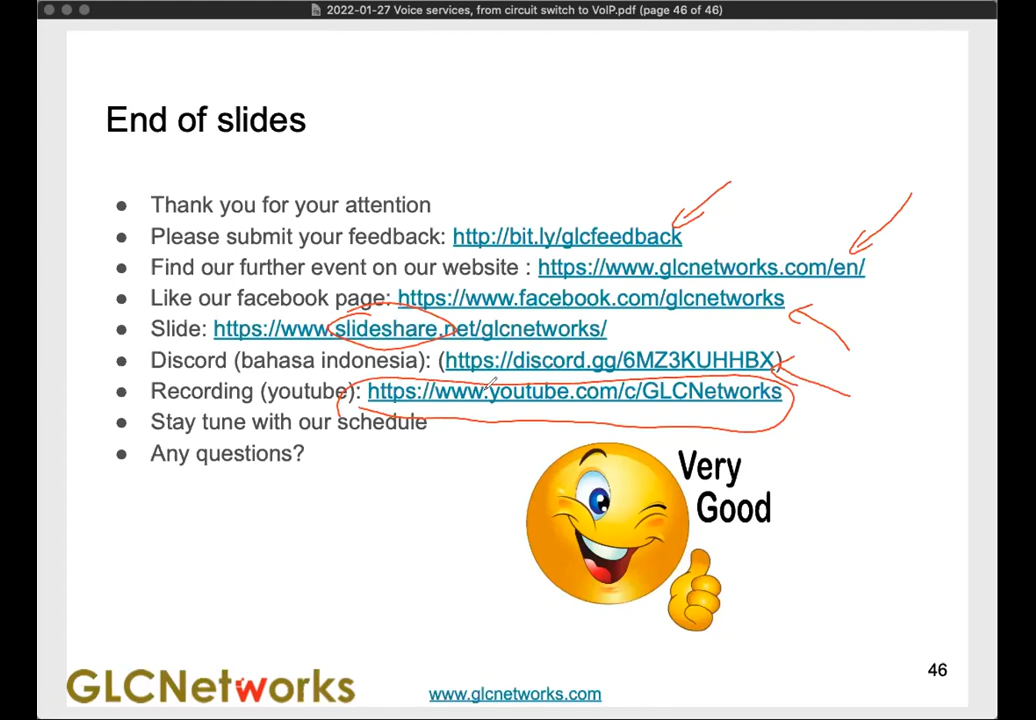 2022-01-27 Voice services, from circuit switch to VoIP.pdf (page 46 of 46)
End of slides
● Thank you for your attention
● Please submit your feedback: http://bit.ly/glcfeedback
● Find our further event on our website : https://www.glcnetworks.com/en/
● Like our facebook page: https://www.facebook.com/glcnetworks
● Slide: https://www.slideshare.net/glcnetworks/
● Discord (bahasa indonesia): (https://discord.gg/6MZ3KUHHBX)
● Recording (youtube): https://www.youtube.com/c/GLCNetworks
● Stay tune with our schedule
● Any questions?
Very
Good
46
GLCNetworks
www.glcnetworks.com